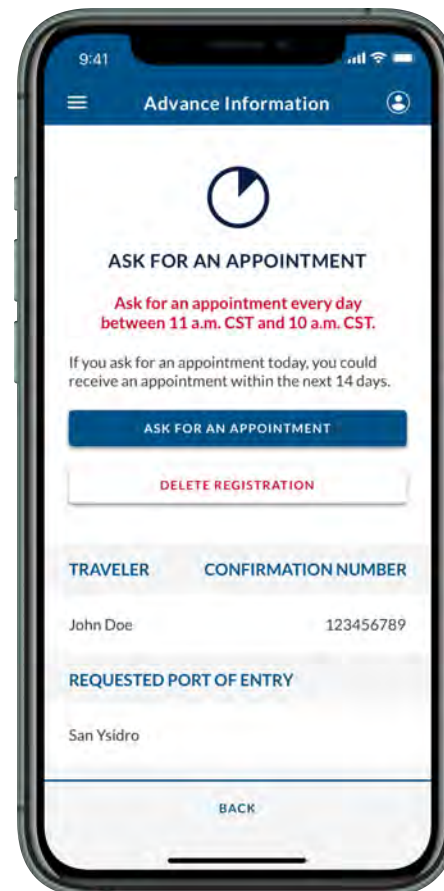 9:41
Advance Information
ASK FOR AN APPOINTMENT
Ask for an appointment every day
between 11 a.m. CST and 10 a.m. CST.
If you ask for an appointment today, you could
receive an appointment within the next 14 days.
ASK FOR AN APPOINTMENT
DELETE REGISTRATION
TRAVELER CONFIRMATION NUMBER
John Doe 123456789
REQUESTED PORT OF ENTRY
San Ysidro
BACK